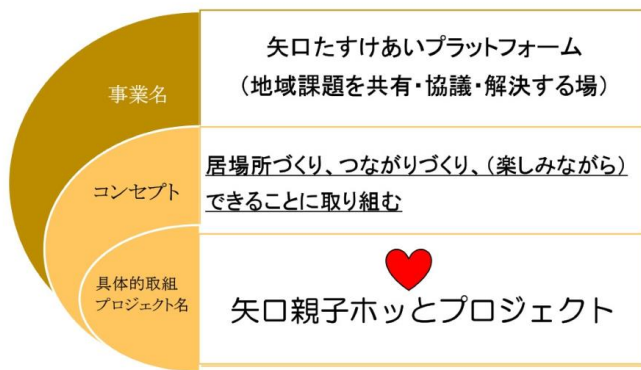 事業名
矢口たすけあいプラットフォーム
（地域課題を共有・協議・解決する場）
コンセプト
居場所づくり、つながりづくり、（楽しみながら）
できることに取り組む
具体的取組
プロジェクト名
矢口親子ホッとプロジェクト